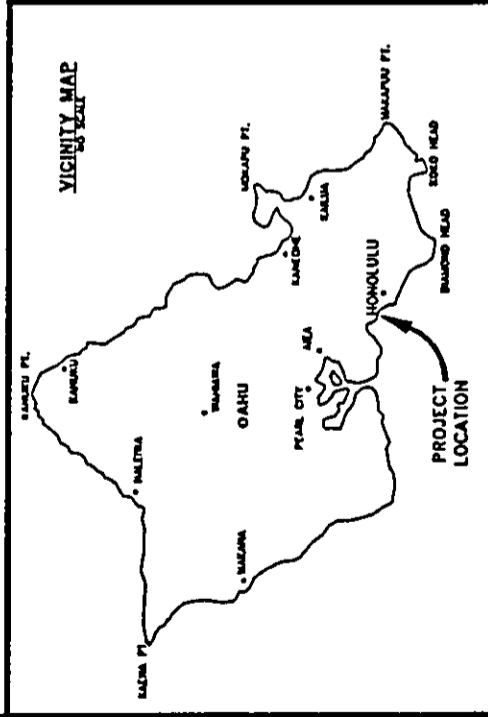 VICINITY MAP
NO SCALE
KAHUKU PT.
KAHUKU
HALEIWA
KAENA PT
WAHIAWA
OAHU
MAKAHA
MOKAPU PT.
KANEOHE
KAILUA
MAKAPUU PT.
AIEA
PEARL CITY
HONOLULU
KOKO HEAD
DIAMOND HEAD
PROJECT
LOCATION